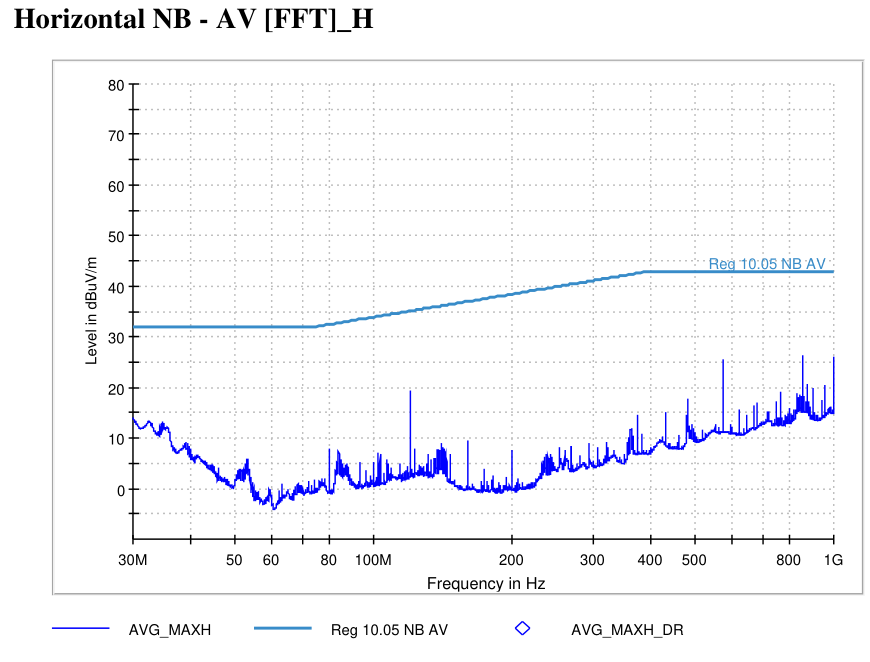 Horizontal NB - AV [FFT]_H
80
70
60
50
40
30
20
10
0
Level in dBuV/m
Reg 10.05 NB AV
30M 50 60 80 100M 200 300 400 500 800 1G
Frequency in Hz
AVG_MAXH Reg 10.05 NB AV AVG_MAXH_DR